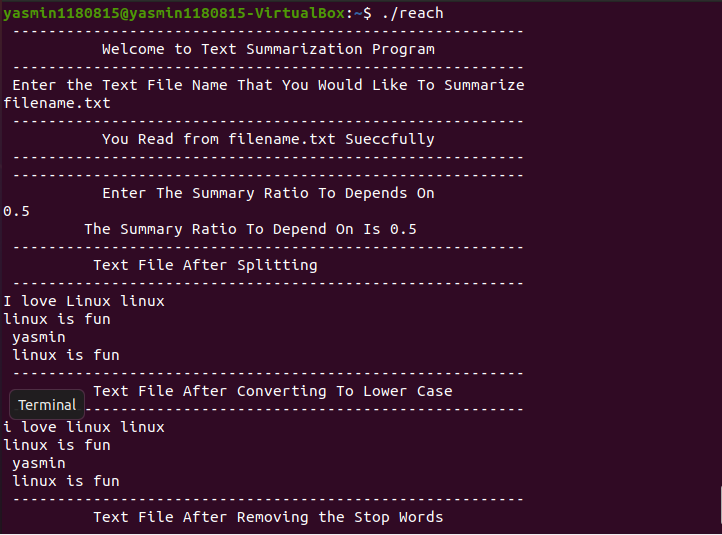 yasmin1180815@yasmin1180815-VirtualBox:~$ ./reach
---------------------------------------------------------
Welcome to Text Summarization Program
---------------------------------------------------------
Enter the Text File Name That You Would Like To Summarize
filename.txt
---------------------------------------------------------
You Read from filename.txt Sueccfully
---------------------------------------------------------
---------------------------------------------------------
Enter The Summary Ratio To Depends On
0.5
The Summary Ratio To Depend On Is 0.5
---------------------------------------------------------
Text File After Splitting
---------------------------------------------------------
I love Linux linux
linux is fun
yasmin
linux is fun
---------------------------------------------------------
Text File After Converting To Lower Case
Terminal
---------------------------------------------------------
i love linux linux
linux is fun
yasmin
linux is fun
---------------------------------------------------------
Text File After Removing the Stop Words